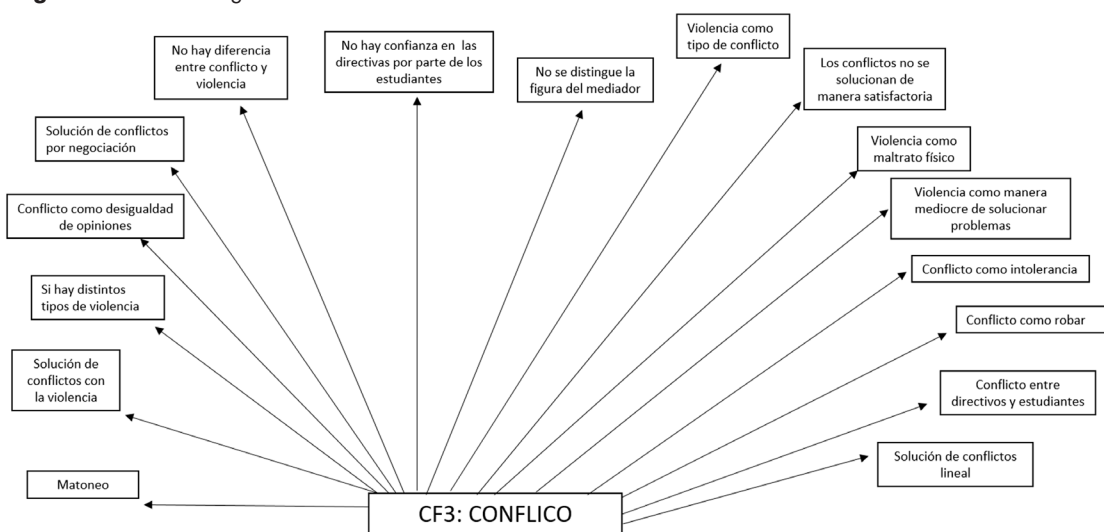 No hay diferencia
entre conflicto y
violencia
No hay confianza en las
directivas por parte de los
estudiantes
No se distingue la
figura del mediador
Violencia como
tipo de conflicto
Los conflictos no se
solucionan de
manera satisfactoria
Solución de conflictos
por negociación
Violencia como
maltrato físico
Conflicto como desigualdad
de opiniones
Violencia como manera
mediocre de solucionar
problemas
Si hay distintos
tipos de violencia
Conflicto como intolerancia
Conflicto como robar
Solución de
conflictos con
la violencia
Conflicto entre
directivos y estudiantes
Solución de conflictos
lineal
Matoneo
CF3: CONFLICO